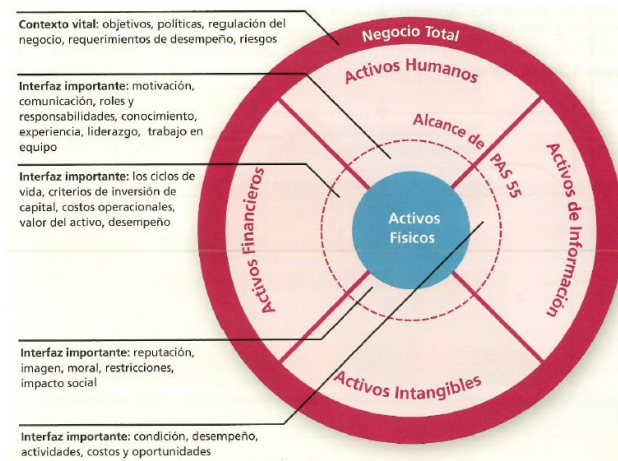 Contexto vital: objetivos, políticas, regulación del
negocio, requerimientos de desempeño, riesgos
Interfaz importante: motivación,
comunicación, roles y
responsabilidades, conocimiento,
experiencia, liderazgo, trabajo en
equipo
Interfaz importante: los ciclos de
vida, criterios de inversión de
capital, costos operacionales,
valor del activo, desempeño
Interfaz importante: reputación,
imagen, moral, restricciones,
impacto social
Interfaz importante: condición, desempeño,
actividades, costos y oportunidades
Negocio Total
Activos Humanos
Alcance de
PAS 55
Activos Financieros
Activos
Físicos
Activos de Información
Activos Intangibles